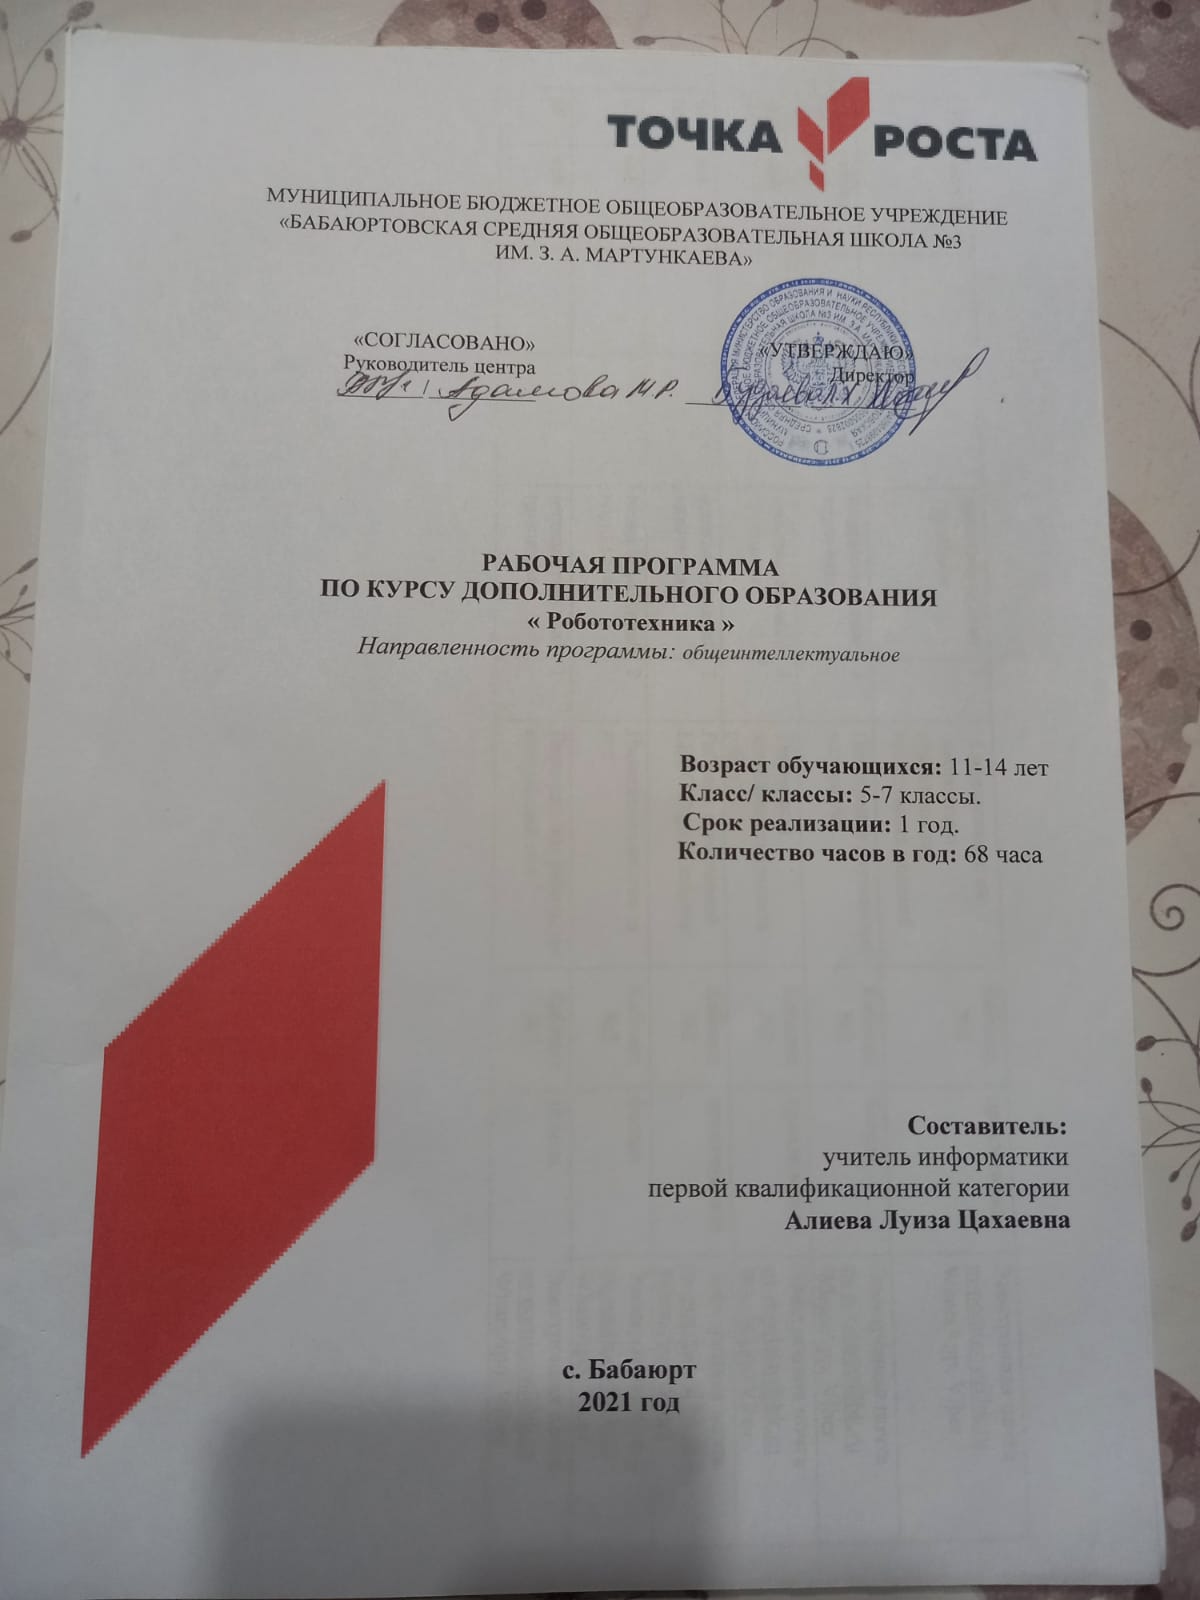 ТОЧКА РОСТА
МУНИЦИПАЛЬНОЕ БЮДЖЕТНОЕ ОБЩЕОБРАЗОВАТЕЛЬНОЕ УЧРЕЖДЕНИЕ
«БАБАЮРТОВСКАЯ СРЕДНЯЯ ОБЩЕОБРАЗОВАТЕЛЬНАЯ ШКОЛА №3
ИМ. З. А. МАРТУНКАЕВА»
«СОГЛАСОВАНО»
Руководитель центра
Адамова М.Р.
«УТВЕРЖДАЮ»
Директор
РАБОЧАЯ ПРОГРАММА
ПО КУРСУ ДОПОЛНИТЕЛЬНОГО ОБРАЗОВАНИЯ
« Робототехника »
Направленность программы: общеинтеллектуальное
Возраст обучающихся: 11-14 лет
Класс/ классы: 5-7 классы.
Срок реализации: 1 год.
Количество часов в год: 68 часа
Составитель:
учитель информатики
первой квалификационной категории
Алиева Луиза Цахаевна
с. Бабаюрт
2021 год